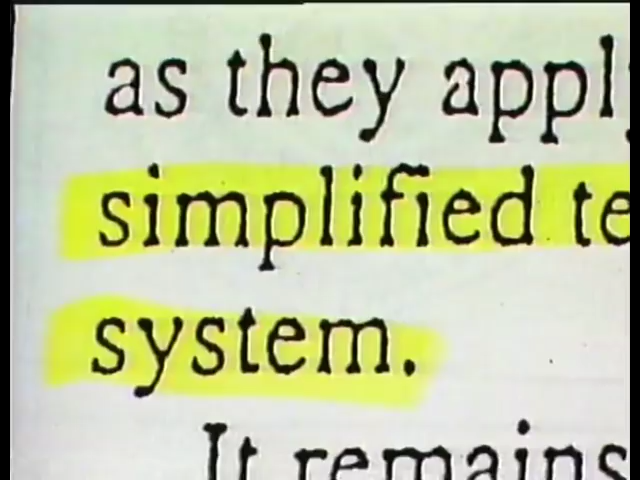 as they appl
simplified te
system.
It remains